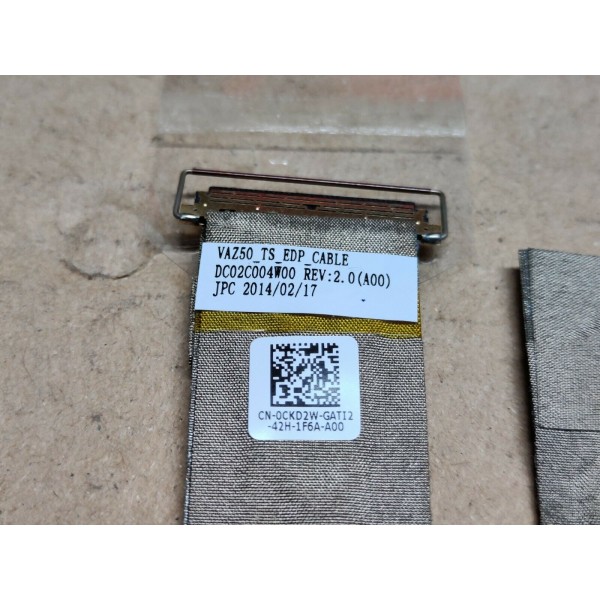 VAZ50_TS_EDP_CABLE
DC02C004W00 REV:2.0(A00)
JPC 2014/02/17
CN-0CKD2W-GATI2
-42H-1F6A-A00